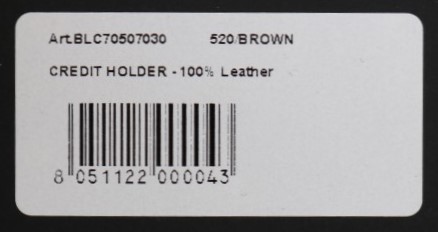 Art.BLC70507030 520/BROWN
CREDIT HOLDER - 100% Leather
8 051122 000043